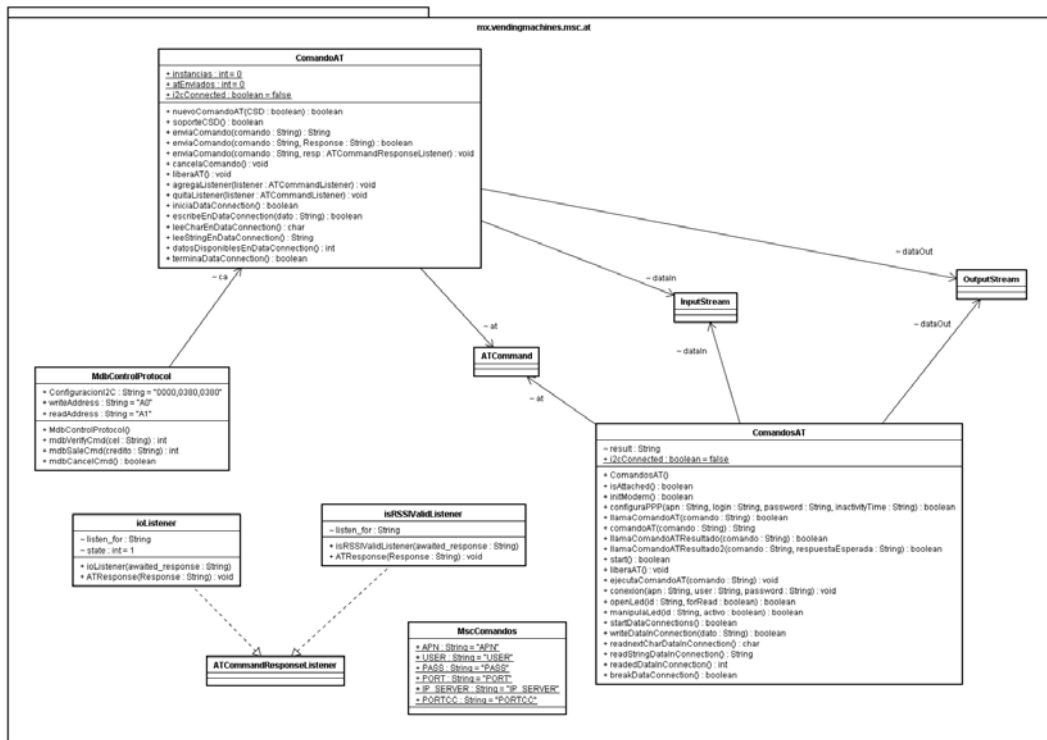 mx.vendingmachines.msc.at
ComandoAT
+ instancias : int = 0
+ atEnviados : int = 0
+ i2cConnected : boolean = false
+ nuevoComandoAT(CSD : boolean) : boolean
+ soporteCSD() : boolean
+ enviaComando(comando : String) : String
+ enviaComando(comando : String, Response : String) : boolean
+ enviaComando(comando : String, resp : ATCommandResponseListener) : void
+ cancelaComando() : void
+ liberaAT() : void
+ agregaListener(listener : ATCommandListener) : void
+ quitaListener(listener : ATCommandListener) : void
+ iniciaDataConnection() : boolean
+ escribeEnDataConnection(dato : String) : boolean
+ leeCharEnDataConnection() : char
+ leeStringEnDataConnection() : String
+ datosDisponiblesEnDataConnection() : int
+ terminaDataConnection() : boolean
~ ca
~ dataIn
~ dataOut
~ at
OutputStream
InputStream
~ dataOut
ATCommand
~ dataIn
~ at
MdbControlProtocol
+ ConfiguracionI2C : String = "0000,0380,0380"
+ writeAddress : String = "A0"
+ readAddress : String = "A1"
+ MdbControlProtocol()
+ mdbVerifyCmd(cel : String) : int
+ mdbSaleCmd(credito : String) : int
+ mdbCancelCmd() : boolean
ComandosAT
~ result : String
+ i2cConnected : boolean = false
+ ComandosAT()
+ isAttached() : boolean
+ initModem() : boolean
+ configuraPPP(apn : String, login : String, password : String, inactivityTime : String) : boolean
+ llamaComandoAT(comando : String) : boolean
+ comandoAT(comando : String) : String
+ llamaComandoATResultado(comando : String) : boolean
+ llamaComandoATResultado2(comando : String, respuestaEsperada : String) : boolean
+ start() : boolean
+ liberaAT() : void
+ ejecutaComandoAT(comando : String) : void
+ conexion(apn : String, user : String, password : String) : void
+ openLed(id : String, forRead : boolean) : boolean
+ manipulaLed(id : String, activo : boolean) : boolean
+ startDataConnections() : boolean
+ writeDataInConnection(dato : String) : boolean
+ readnextCharDataInConnection() : char
+ readStringDataInConnection() : String
+ readedDataInConnection() : int
+ breakDataConnection() : boolean
ioListener
~ listen_for : String
~ state : int = 1
+ ioListener(awaited_response : String)
+ ATResponse(Response : String) : void
isRSSIValidListener
~ listen_for : String
+ isRSSIValidListener(awaited_response : String)
+ ATResponse(Response : String) : void
ATCommandResponseListener
MscComandos
+ APN : String = "APN"
+ USER : String = "USER"
+ PASS : String = "PASS"
+ PORT : String = "PORT"
+ IP_SERVER : String = "IP_SERVER"
+ PORTCC : String = "PORTCC"